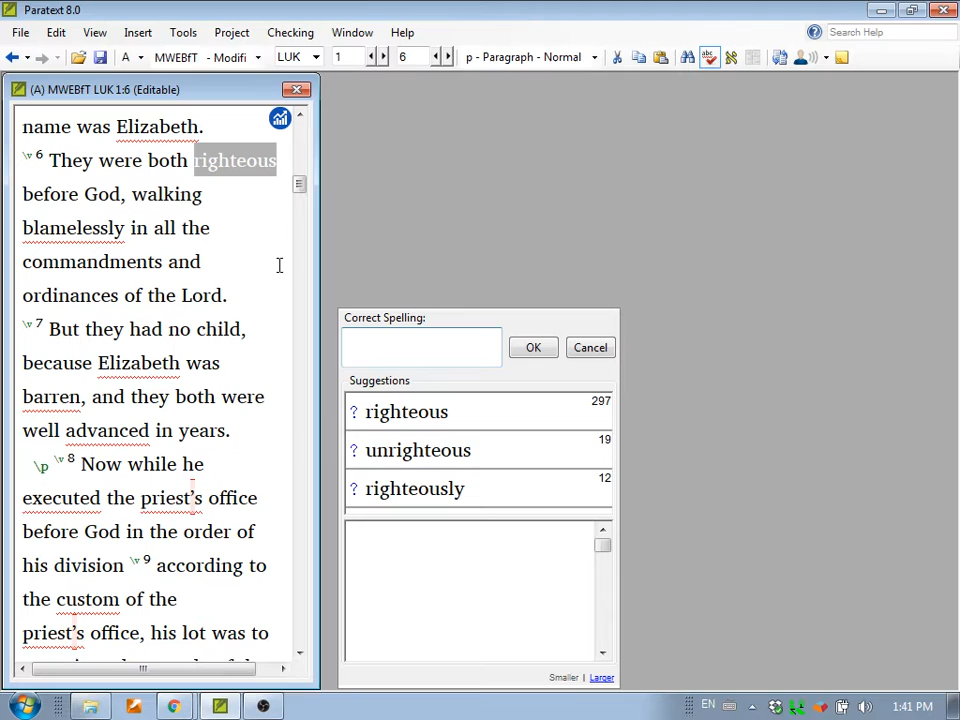 Paratext 8.0
File Edit View Insert Tools Project Checking Window Help
Search Help
A MWEBfT - Modifi LUK 1 6 p - Paragraph - Normal
(A) MWEBfT LUK 1:6 (Editable)
name was Elizabeth.
\v 6 They were both righteous
before God, walking
blamelessly in all the
commandments and
ordinances of the Lord.
\v 7 But they had no child,
because Elizabeth was
barren, and they both were
well advanced in years.
\p \v 8 Now while he
executed the priest’s office
before God in the order of
his division \v 9 according to
the custom of the
priest’s office, his lot was to
Correct Spelling:
OK Cancel
Suggestions
? righteous 297
? unrighteous 19
? righteously 12
Smaller | Larger
EN 1:41 PM